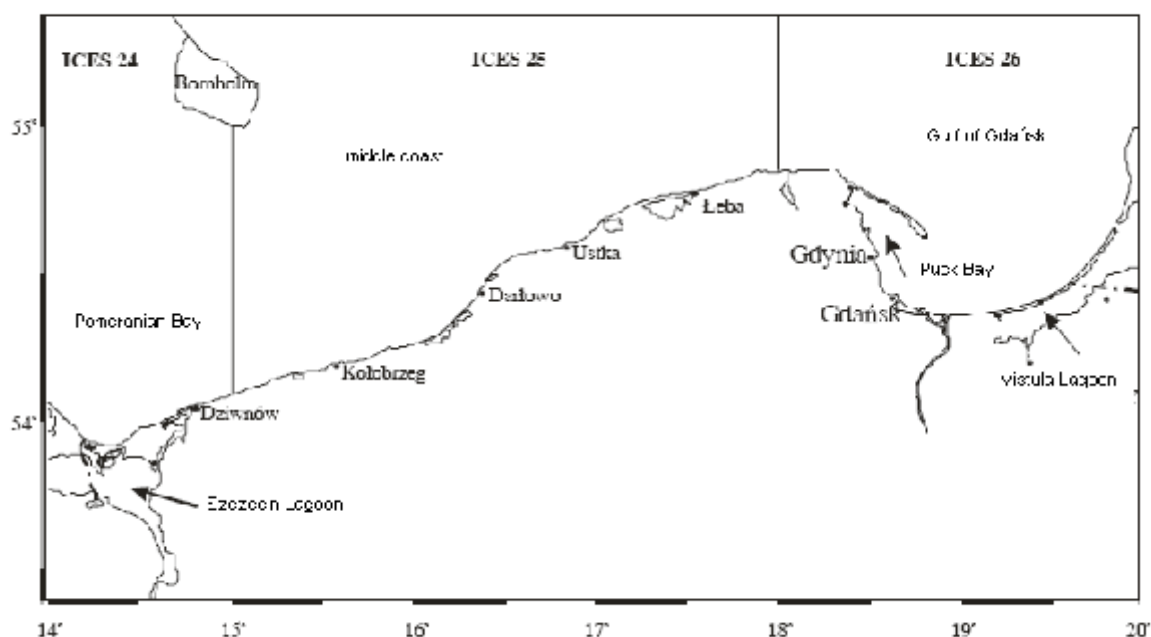 ICES 24
ICES 25
ICES 26
Bornholm
55°
middle coast
Gulf of Gdańsk
Łeba
Ustka
Gdynia
Puck Bay
Darłowo
Gdańsk
Pomeranian Bay
Kołobrzeg
Vistula Lagoon
Dziwnów
54°
Szczecin Lagoon
14°
15°
16°
17°
18°
19°
20°